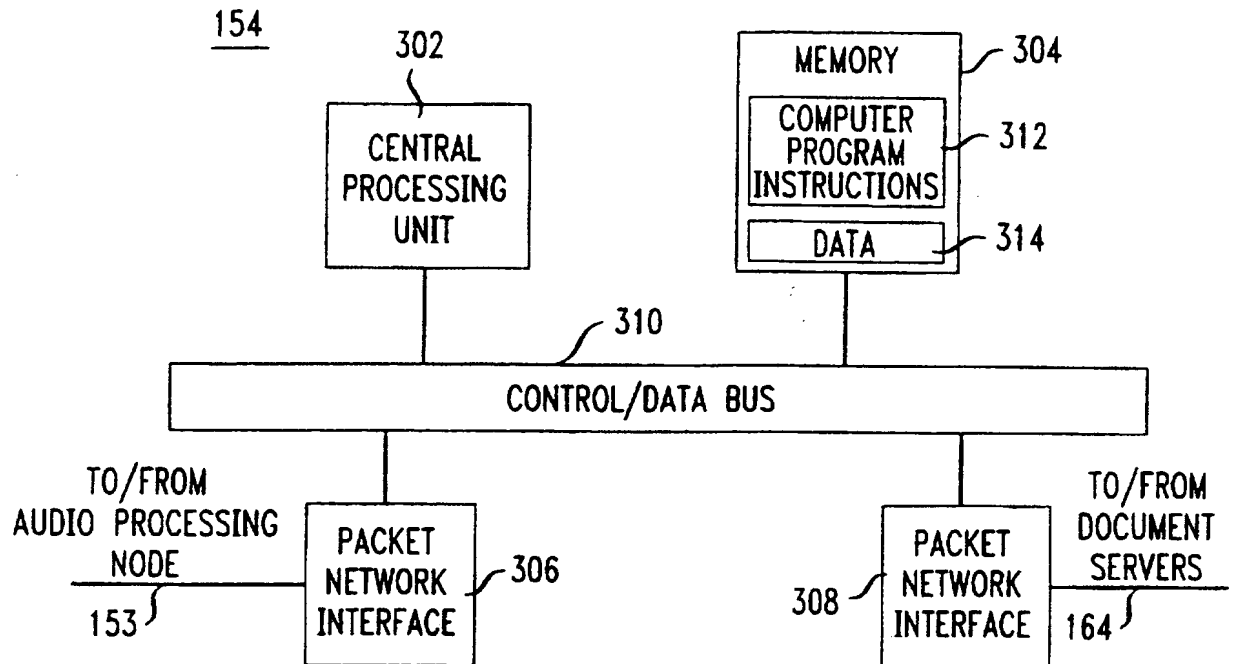 154
302
CENTRAL
PROCESSING
UNIT
MEMORY
304
COMPUTER
PROGRAM
INSTRUCTIONS
312
DATA
314
310
CONTROL/DATA BUS
TO/FROM
AUDIO PROCESSING
NODE
153
PACKET
NETWORK
INTERFACE
306
PACKET
NETWORK
INTERFACE
308
TO/FROM
DOCUMENT
SERVERS
164